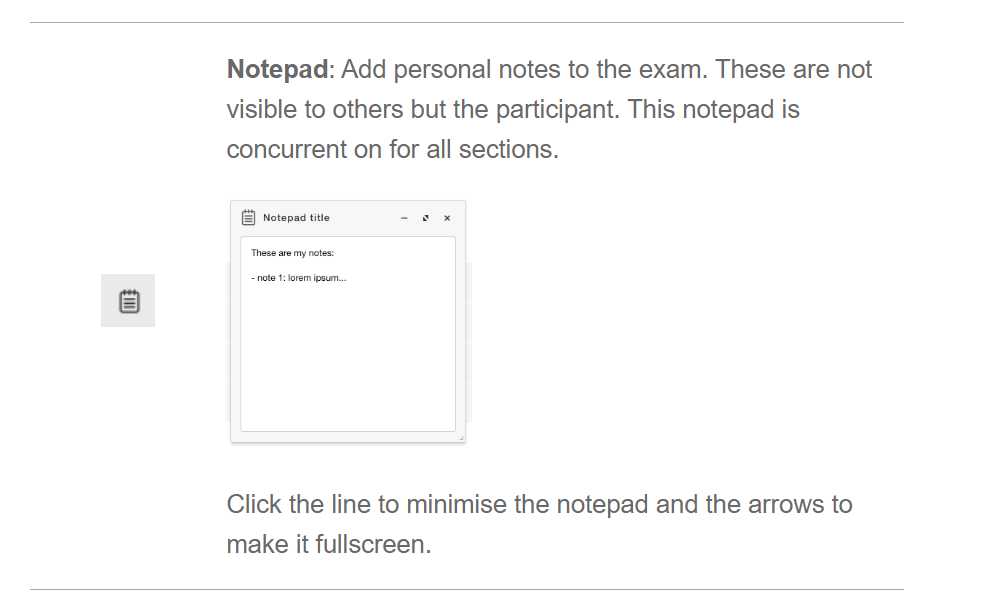 Notepad: Add personal notes to the exam. These are not
visible to others but the participant. This notepad is
concurrent on for all sections.
Notepad title
These are my notes:
- note 1: lorem ipsum...
Click the line to minimise the notepad and the arrows to
make it fullscreen.